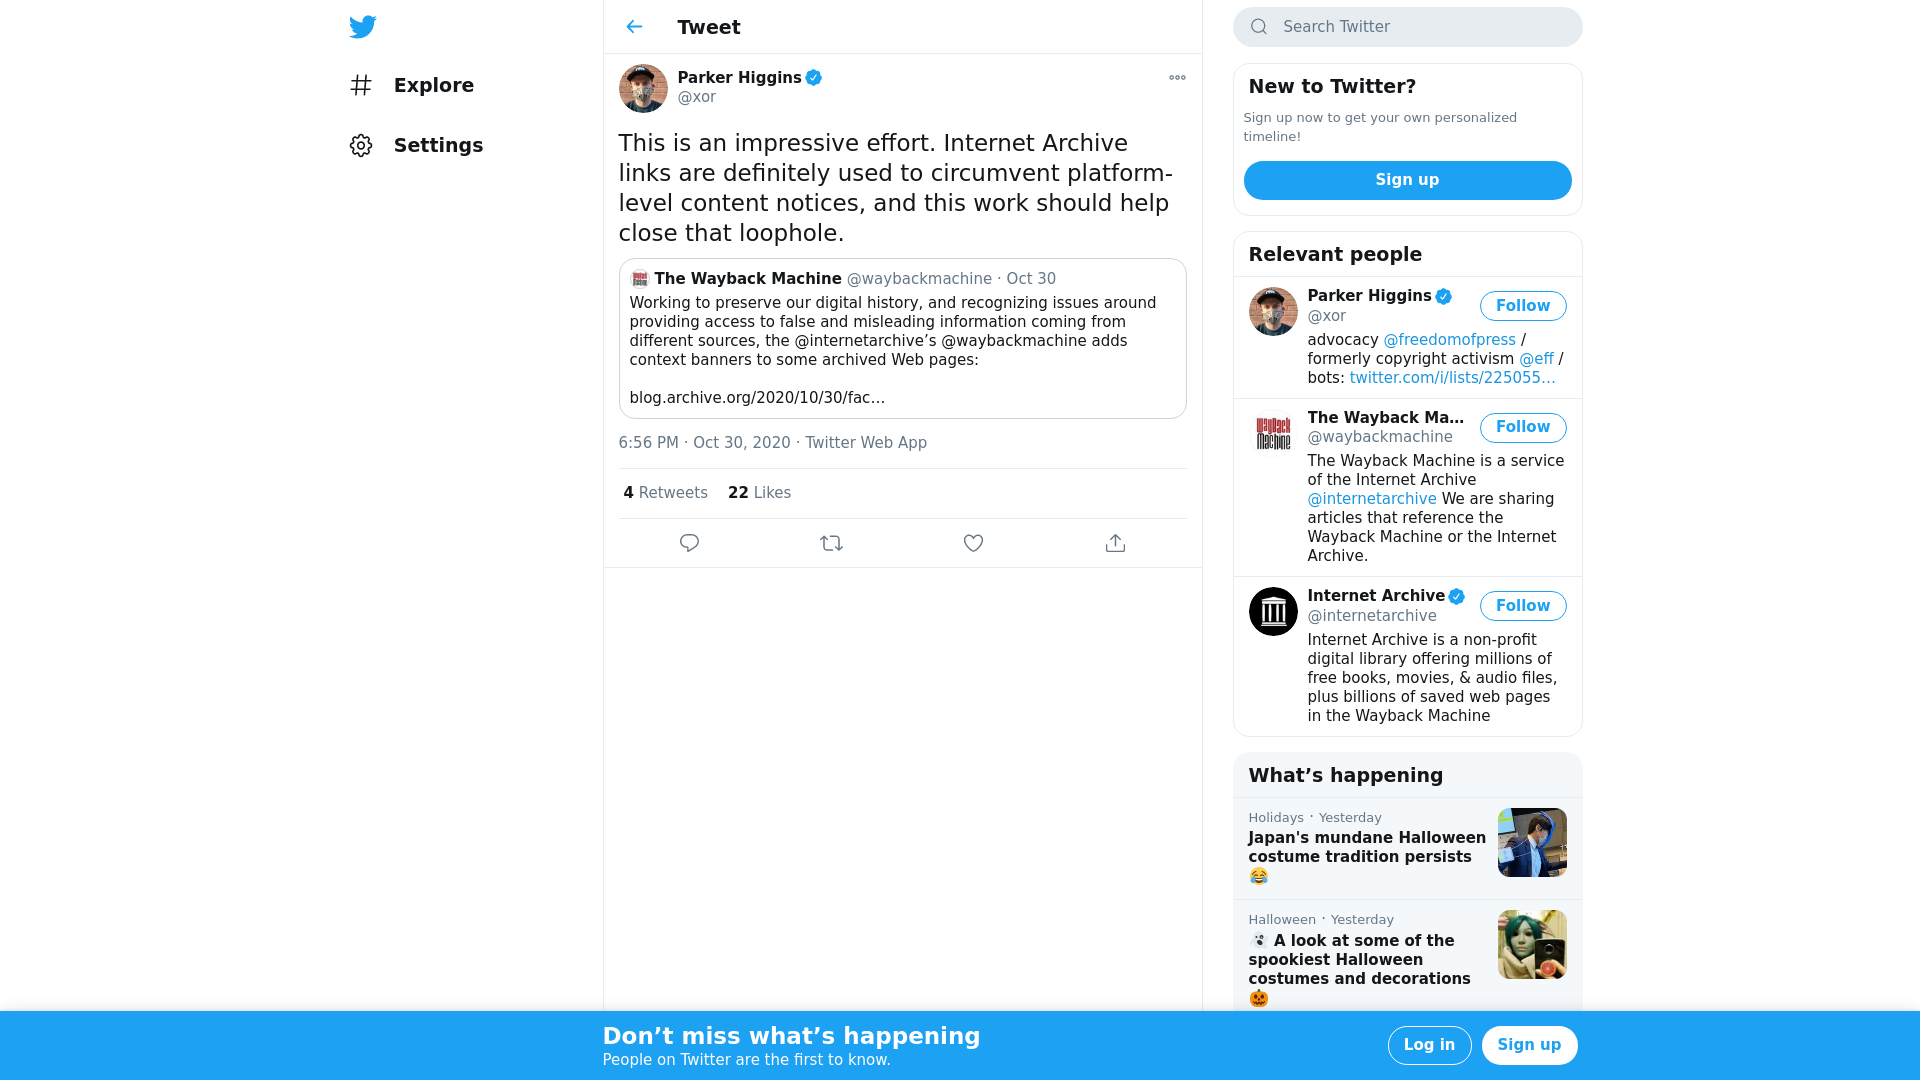 Explore
Settings
Tweet
Parker Higgins
@xor
This is an impressive effort. Internet Archive
links are definitely used to circumvent platform-
level content notices, and this work should help
close that loophole.
The Wayback Machine @waybackmachine · Oct 30
Working to preserve our digital history, and recognizing issues around
providing access to false and misleading information coming from
different sources, the @internetarchive’s @waybackmachine adds
context banners to some archived Web pages:
blog.archive.org/2020/10/30/fac…
6:56 PM · Oct 30, 2020 · Twitter Web App
4 Retweets 22 Likes
Search Twitter
New to Twitter?
Sign up now to get your own personalized
timeline!
Sign up
Relevant people
Parker Higgins
@xor
Follow
advocacy @freedomofpress /
formerly copyright activism @eff /
bots: twitter.com/i/lists/225055…
The Wayback Ma…
@waybackmachine
Follow
Wayback
Machine
The Wayback Machine is a service
of the Internet Archive
@internetarchive We are sharing
articles that reference the
Wayback Machine or the Internet
Archive.
Internet Archive
@internetarchive
Follow
Internet Archive is a non-profit
digital library offering millions of
free books, movies, & audio files,
plus billions of saved web pages
in the Wayback Machine
What’s happening
Holidays · Yesterday
Japan's mundane Halloween
costume tradition persists
😂
Halloween · Yesterday
👻 A look at some of the
spookiest Halloween
costumes and decorations
🎃
Don’t miss what’s happening
People on Twitter are the first to know.
Log in
Sign up